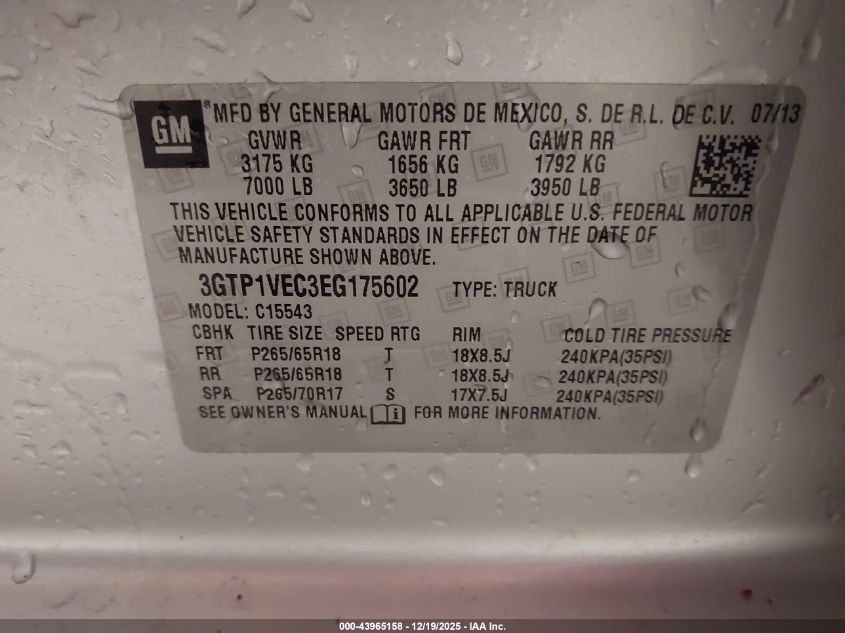 GM ® MFD BY GENERAL MOTORS DE MEXICO, S. DE R.L. DE C.V. 07/13
GVWR GAWR FRT GAWR RR
3175 KG 1656 KG 1792 KG
7000 LB 3650 LB 3950 LB
THIS VEHICLE CONFORMS TO ALL APPLICABLE U.S. FEDERAL MOTOR
VEHICLE SAFETY STANDARDS IN EFFECT ON THE DATE OF
MANUFACTURE SHOWN ABOVE.
3GTP1VEC3EG175602 TYPE: TRUCK
MODEL: C15543
CBHK TIRE SIZE SPEED RTG RIM COLD TIRE PRESSURE
FRT P265/65R18 T 18X8.5J 240KPA(35PSI)
RR P265/65R18 T 18X8.5J 240KPA(35PSI)
SPA P265/70R17 S 17X7.5J 240KPA(35PSI)
SEE OWNER'S MANUAL i FOR MORE INFORMATION.
000-43965158 - 12/19/2025 - IAA Inc.